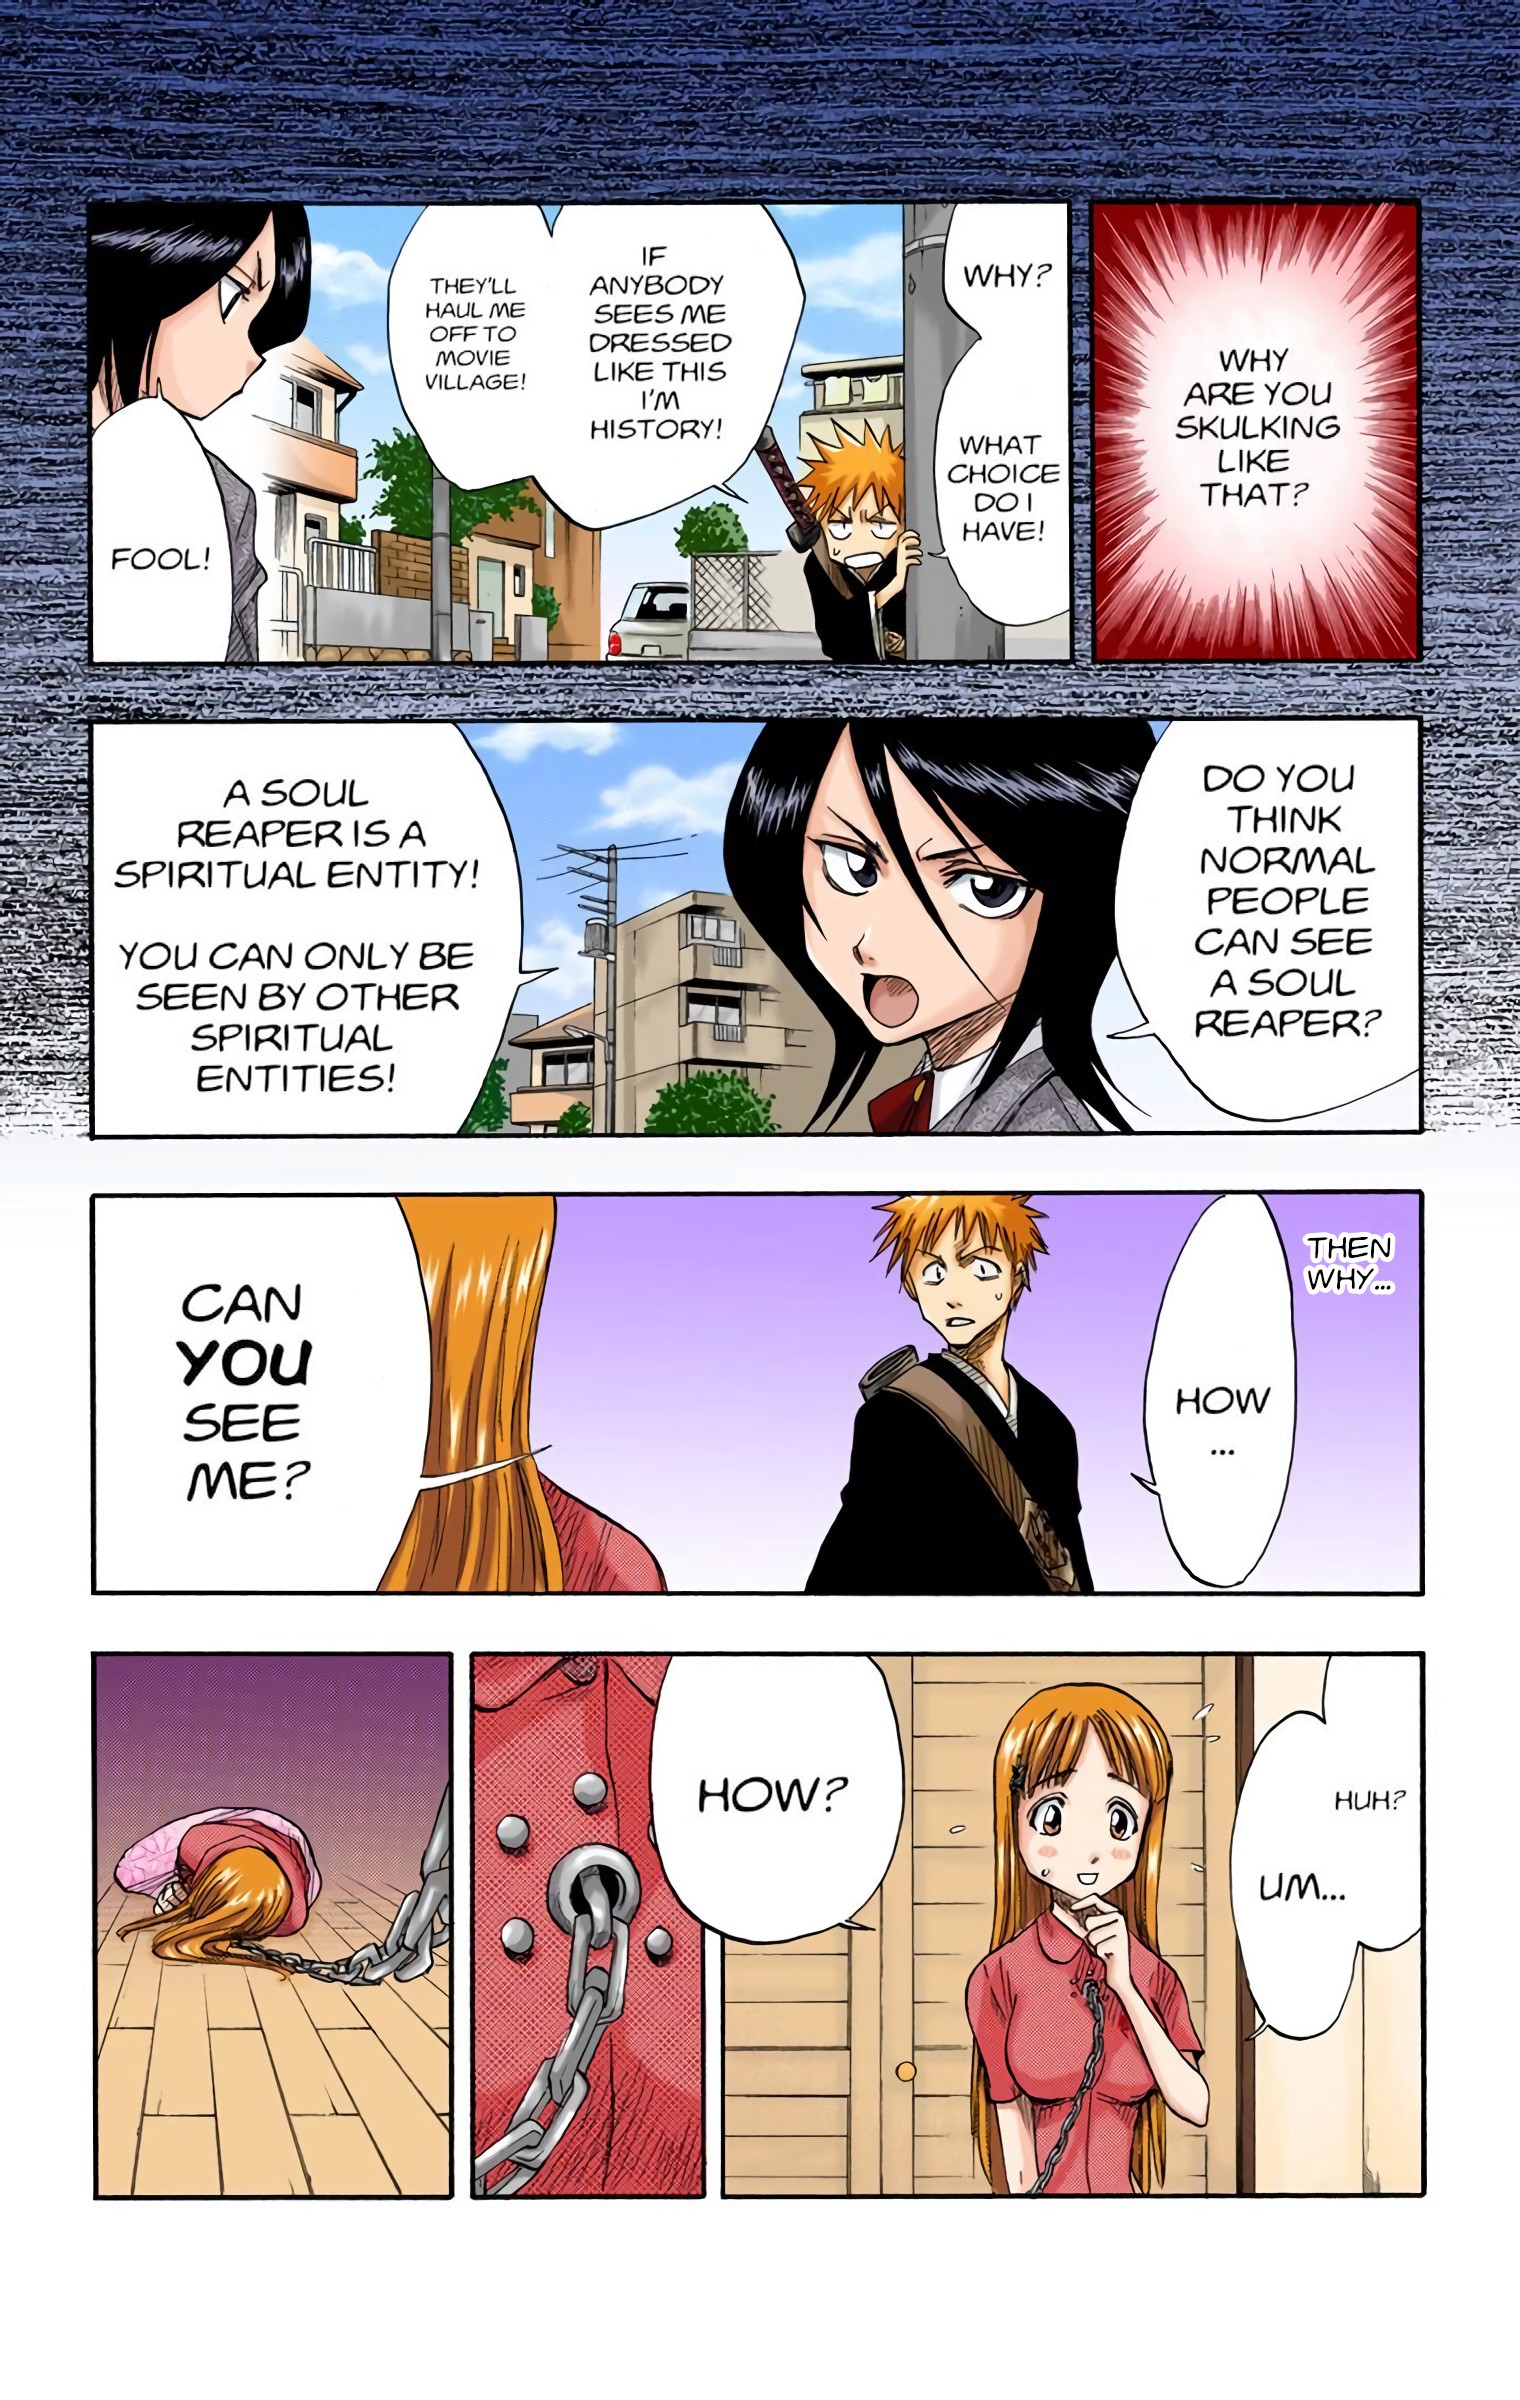 WHY
ARE YOU
SKULKING
LIKE
THAT?
WHY?
WHAT
CHOICE
DO I
HAVE!
IF
ANYBODY
SEES ME
DRESSED
LIKE THIS
I'M
HISTORY!
THEY'LL
HAUL ME
OFF TO
MOVIE
VILLAGE!
FOOL!
DO YOU
THINK
NORMAL
PEOPLE
CAN SEE
A SOUL
REAPER?
A SOUL
REAPER IS A
SPIRITUAL ENTITY!
YOU CAN ONLY BE
SEEN BY OTHER
SPIRITUAL
ENTITIES!
THEN
WHY...
HOW
...
CAN
YOU
SEE
ME?
HUH?
UM...
HOW?